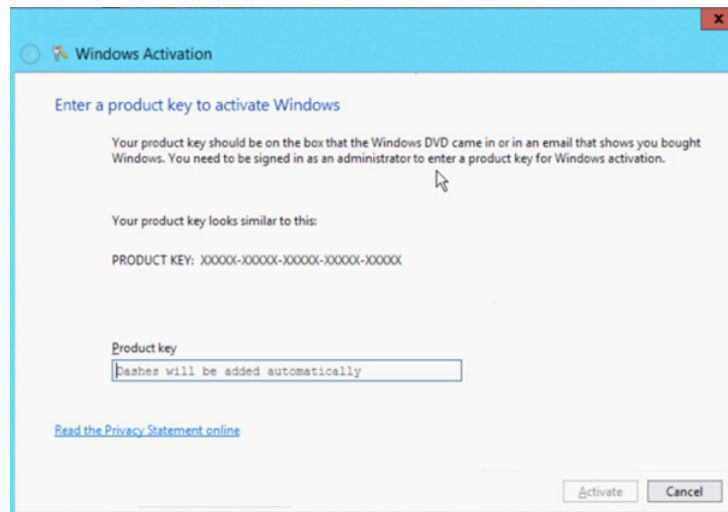 x
Windows Activation
Enter a product key to activate Windows
Your product key should be on the box that the Windows DVD came in or in an email that shows you bought
Windows. You need to be signed in as an administrator to enter a product key for Windows activation.
Your product key looks similar to this:
PRODUCT KEY: XXXXX-XXXXX-XXXXX-XXXXX-XXXXX
Product key
Dashes will be added automatically
Read the Privacy Statement online
Activate Cancel